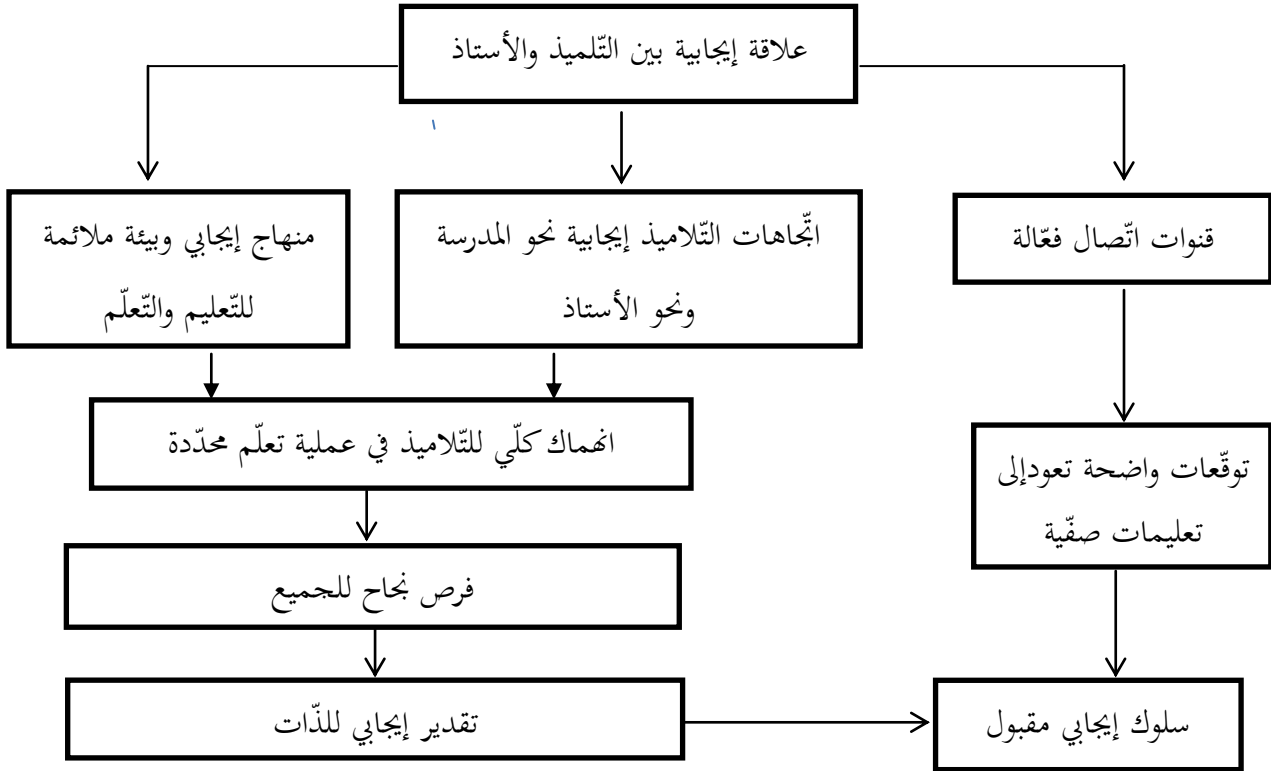 علاقة إيجابية بين التّلميذ والأستاذ
قنوات اتّصال فعّالة
اتّجاهات التّلاميذ إيجابية نحو المدرسة
ونحو الأستاذ
منهاج إيجابي وبيئة ملائمة
للتّعليم والتّعلّم
انهماك كلّي للتّلاميذ في عملية تعلّم محدّدة
توقّعات واضحة تعودإلى
تعليمات صفّية
فرص نجاح للجميع
تقدير إيجابي للذّات
سلوك إيجابي مقبول